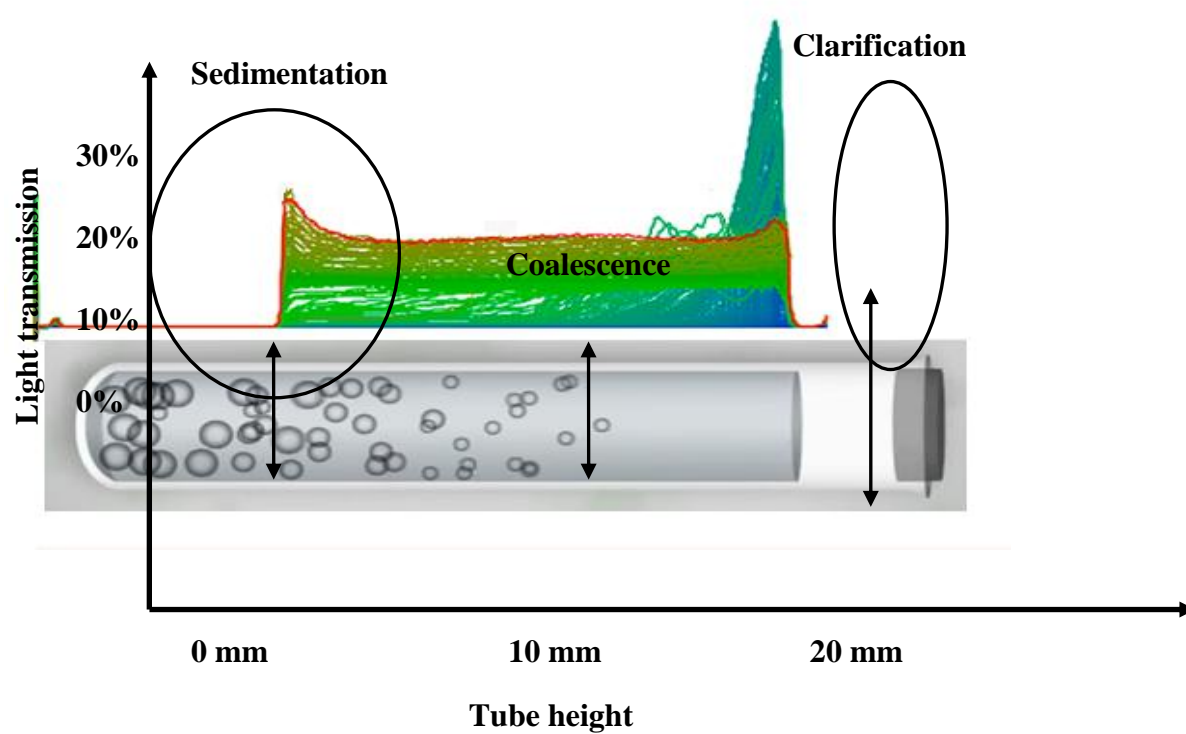 Clarification
Sedimentation
30%
20%
10%
0%
Light transmission
Coalescence
0 mm
10 mm
20 mm
Tube height